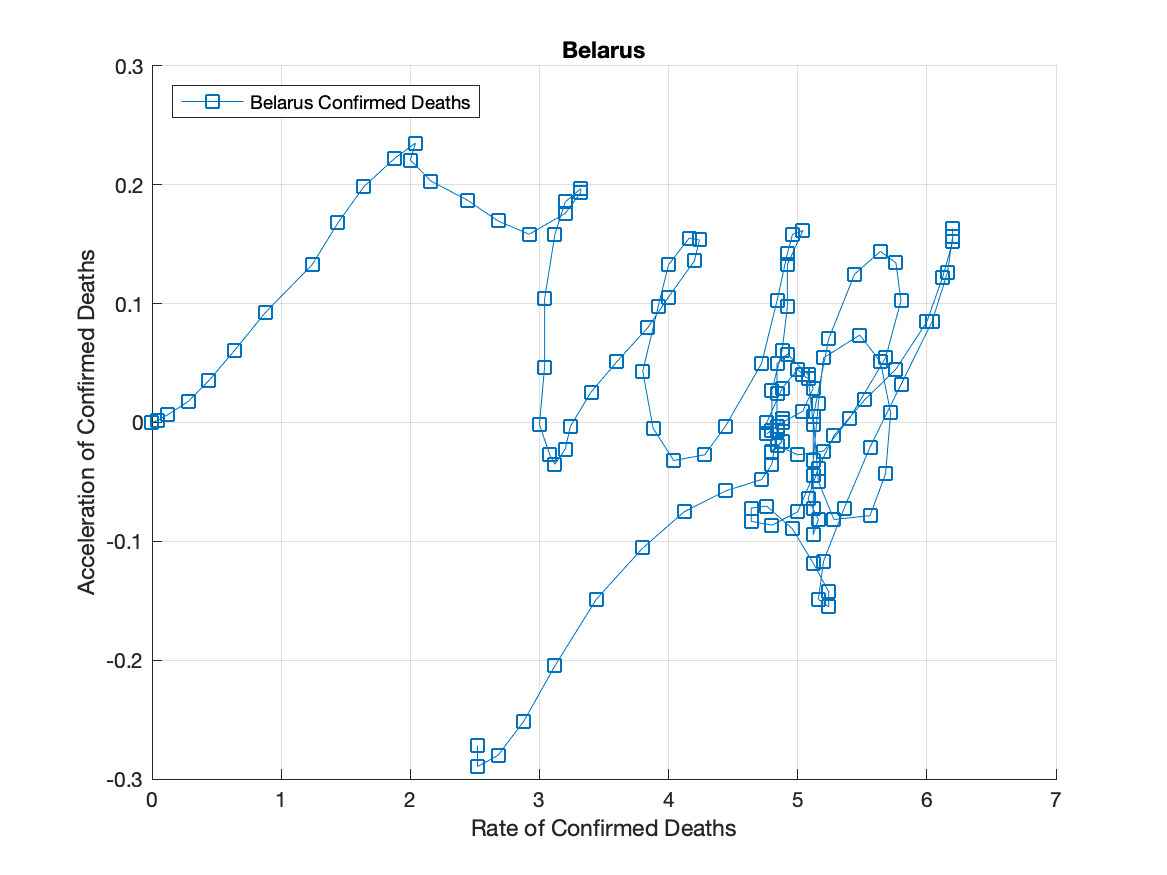 Belarus
Belarus Confirmed Deaths
Acceleration of Confirmed Deaths
0.3
0.2
0.1
0
-0.1
-0.2
-0.3
0 1 2 3 4 5 6 7
Rate of Confirmed Deaths